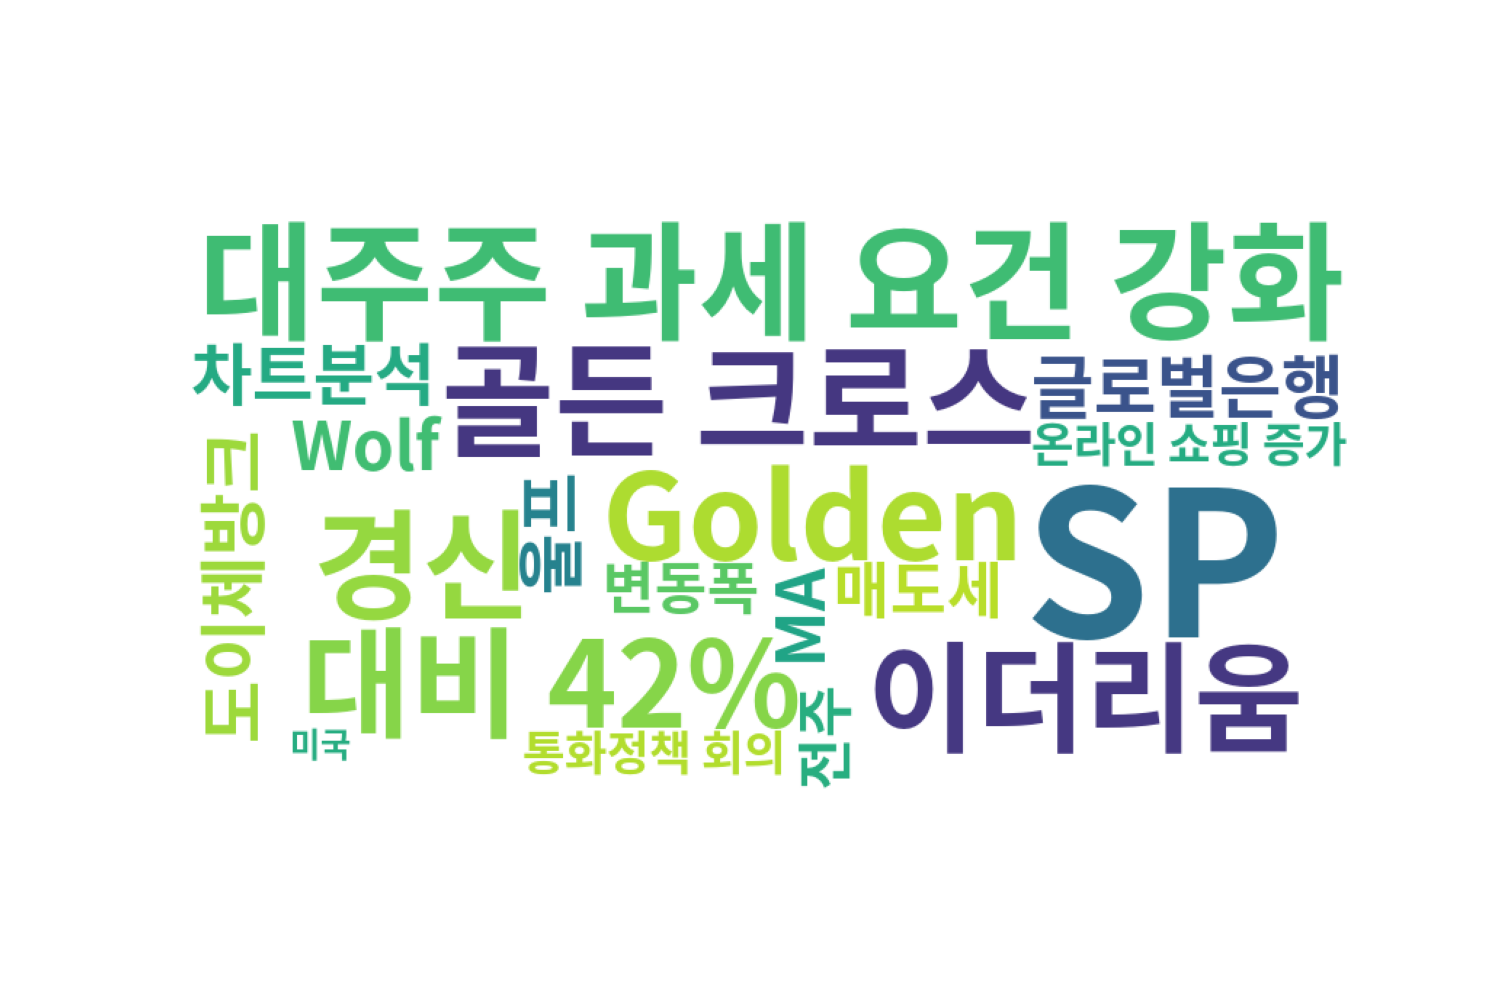 대주주 과세 요건 강화
차트분석
골든 크로스
글로벌은행
Wolf
온라인 쇼핑 증가
도이체방크
경신
울프
Golden
SP
변동폭
MA
매도세
대비 42%
이더리움
미국
통화정책 회의
전주